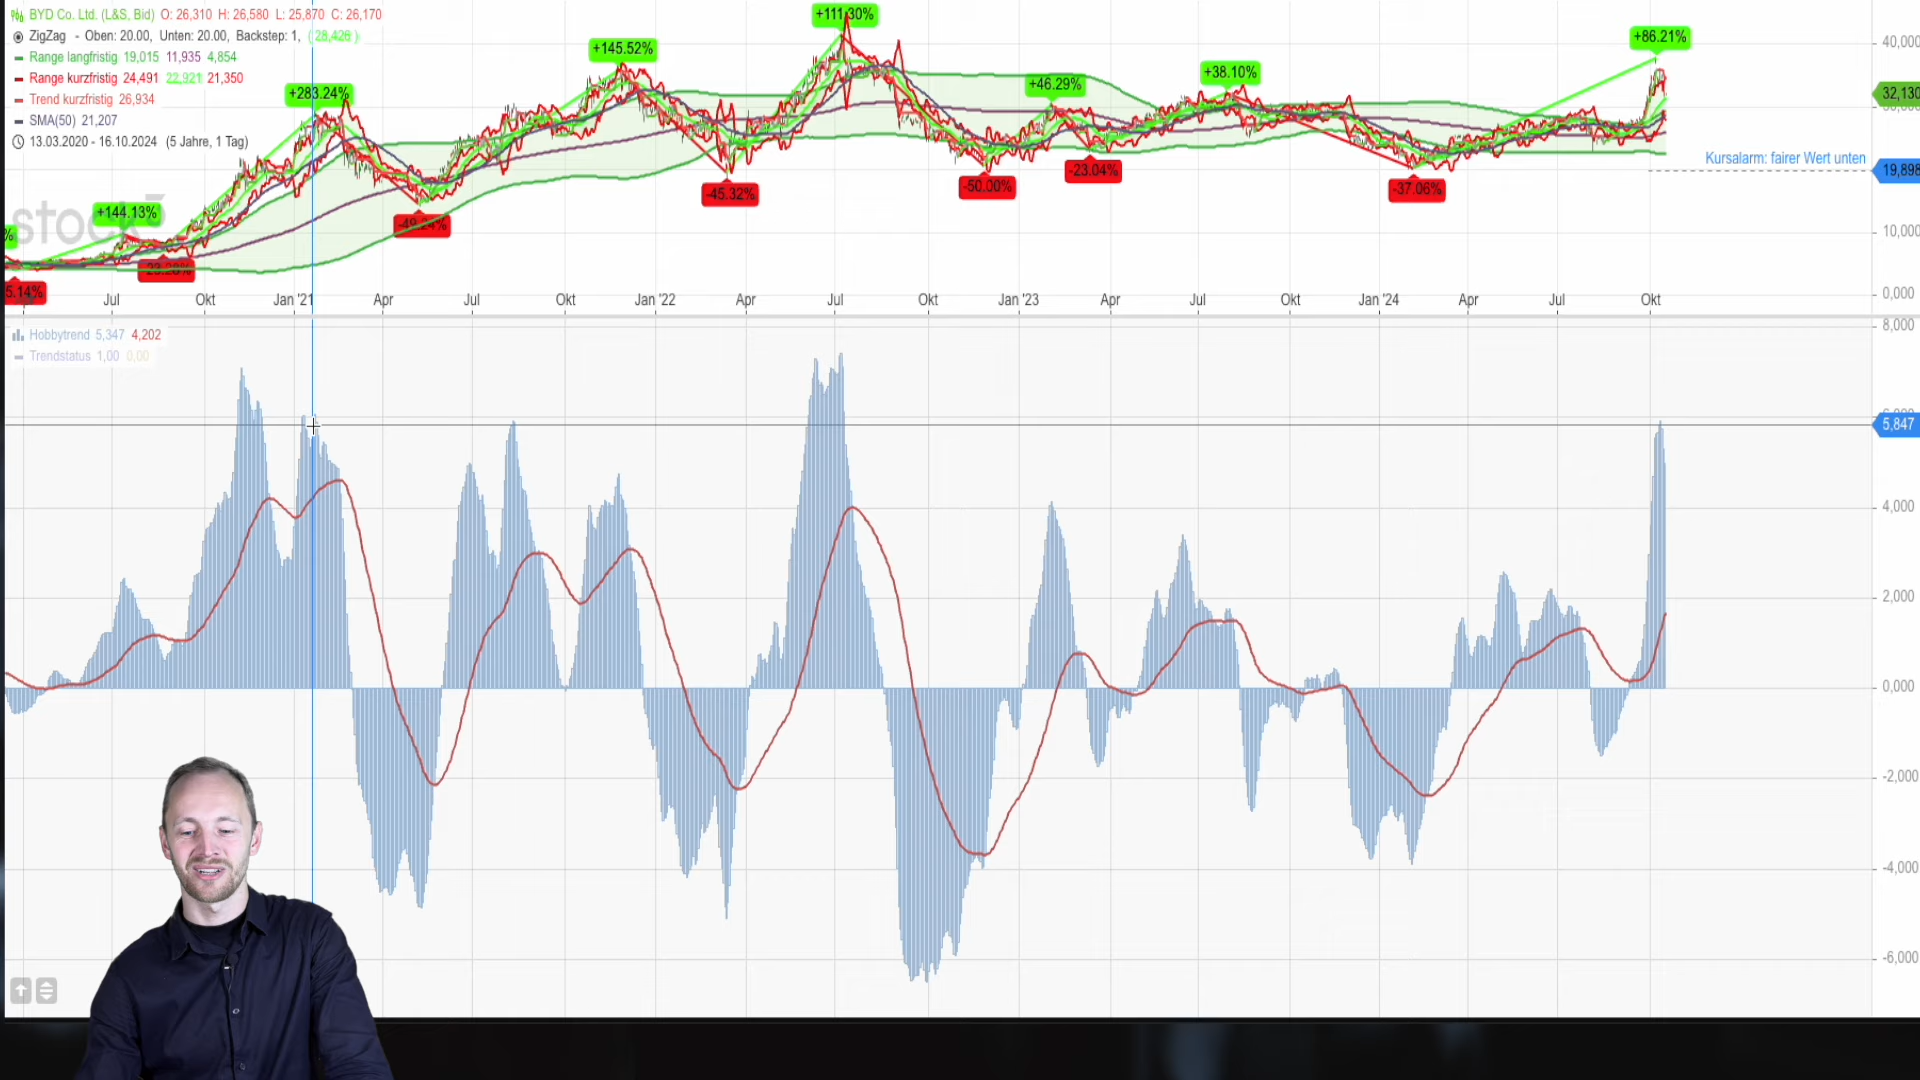 BYD Co. Ltd. (L&S, Bid) O: 26,310 H: 26,580 L: 25,870 C: 26,170
ZigZag - Oben: 20.00, Unten: 20.00, Backstep: 1, ( 28,426 )
Range langfristig 19,015 11,935 4,854
Range kurzfristig 24,491 22,921 21,350
Trend kurzfristig 26,934
SMA(50) 21,207
13.03.2020 - 16.10.2024 (5 Jahre, 1 Tag)
stock3
+144.13%
+283.24%
+145.52%
+111.30%
+46.29%
+38.10%
+86.21%
5.14%
-49.24%
-45.32%
-50.00%
-23.04%
-37.06%
Kursalarm: fairer Wert unten
40,000
32,130
19,898
10,000
0,000
Jul Okt Jan '21 Apr Jul Okt Jan '22 Apr Jul Okt Jan '23 Apr Jul Okt Jan '24 Apr Jul Okt
Hobbytrend 5,347 4,202
Trendstatus 1,00 0,00
8,000
5,847
4,000
2,000
0,000
-2,000
-4,000
-6,000